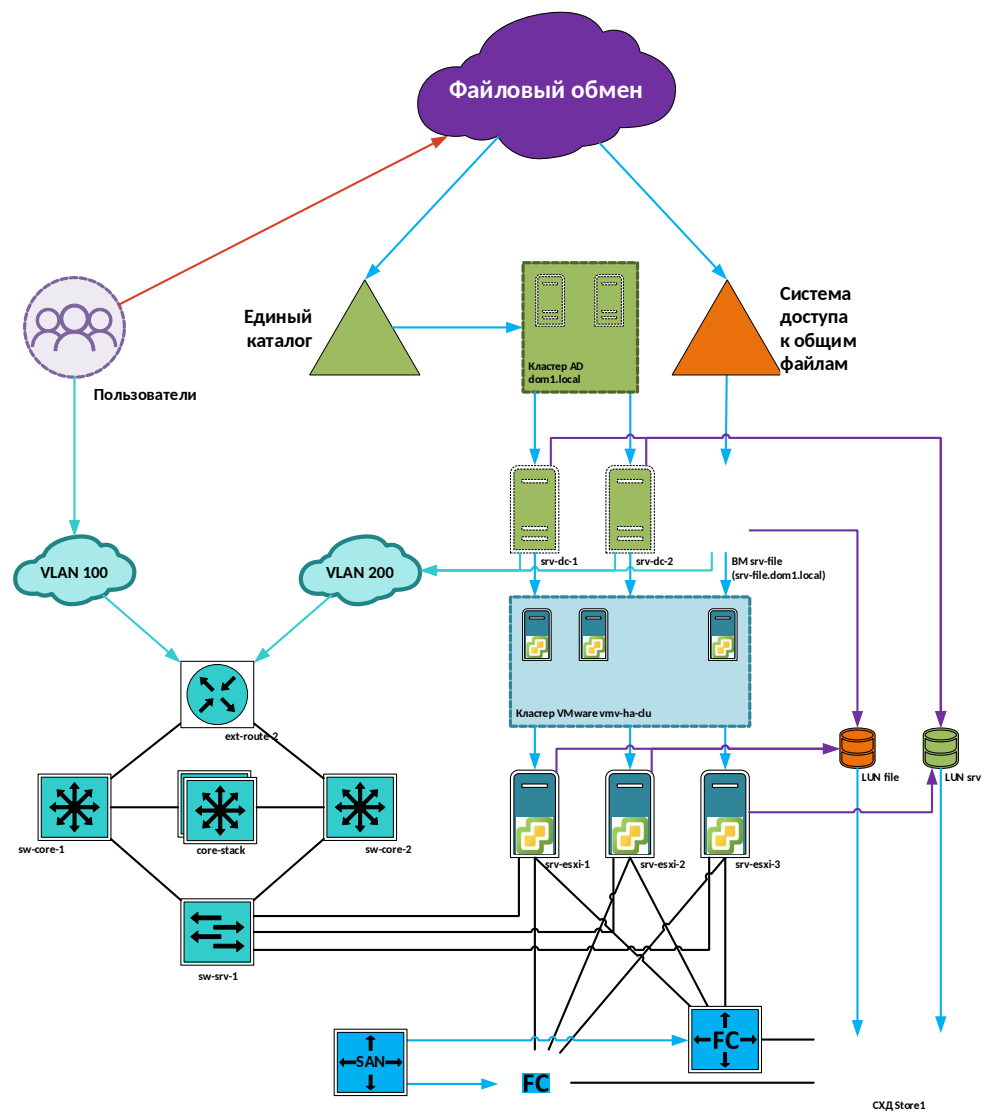 Файловый обмен
Единый
каталог
Система
доступа
к общим
файлам
Кластер AD
dom1.local
Пользователи
VLAN 100
VLAN 200
srv-dc-1
srv-dc-2
ВМ srv-file
(srv-file.dom1.local)
Кластер VMware vmv-ha-clu
ext-route-2
LUN file
LUN srv
sw-core-1
core-stack
sw-core-2
srv-esxi-1
srv-esxi-2
srv-esxi-3
sw-srv-1
SAN
FC
FC
СХД Store1